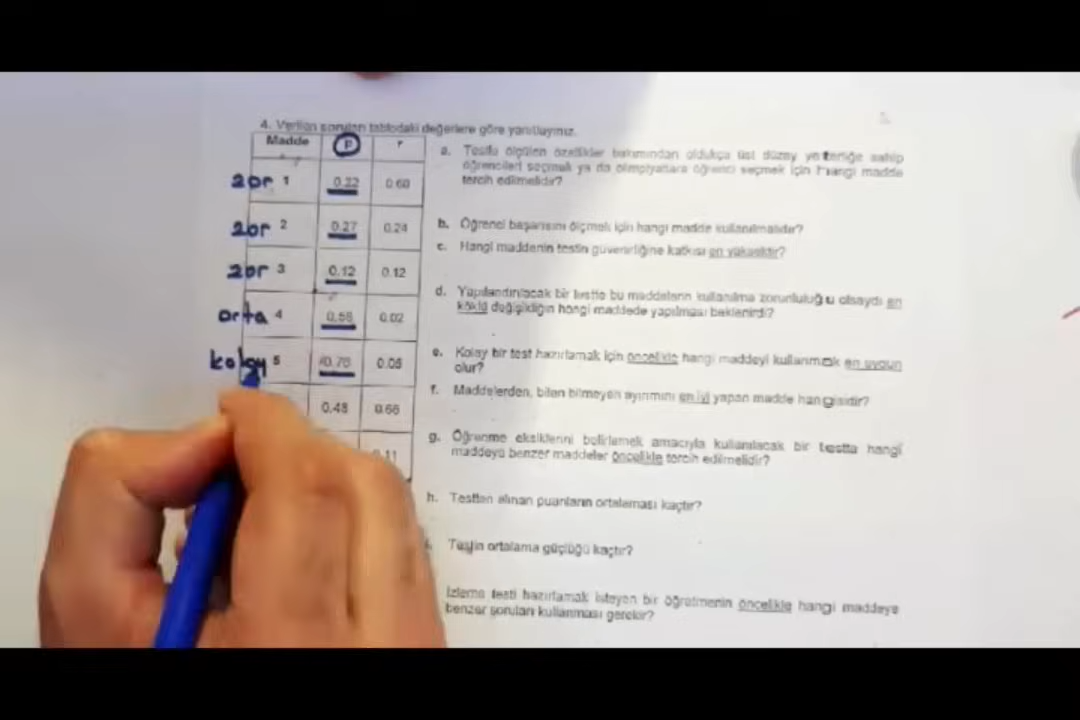 4. Verilen soruları tablodaki değerlere göre yanıtlayınız.
Madde p r
zor 1 0.22 0.60
zor 2 0.27 0.24
zor 3 0.12 0.12
orta 4 0.58 0.02
kolay 5 0.76 0.08
0.48 0.66
0.11
a. Testle ölçülen özellikler bakımından oldukça üst düzey yeterliğe sahip
öğrencileri seçmek ya da olimpiyatlara öğrenci seçmek için hangi madde
tercih edilmelidir?
b. Öğrenci başarısını ölçmek için hangi madde kullanılmalıdır?
c. Hangi maddenin testin güvenirliğine katkısı en yüksektir?
d. Yapılandırılacak bir testte bu maddelerin kullanılma zorunluluğu olsaydı en
köklü değişikliğin hangi maddede yapılması beklenirdi?
e. Kolay bir test hazırlamak için öncelikle hangi maddeyi kullanmak en uygun
olur?
f. Maddelerden, bilen bilmeyen ayrımını en iyi yapan madde hangisidir?
g. Öğrenme eksiklerini belirlemek amacıyla kullanılacak bir testte hangi
maddeye benzer maddeler öncelikle tercih edilmelidir?
h. Testten alınan puanların ortalaması kaçtır?
Testin ortalama güçlüğü kaçtır?
İzleme testi hazırlamak isteyen bir öğretmenin öncelikle hangi maddeye
benzer soruları kullanması gerekir?